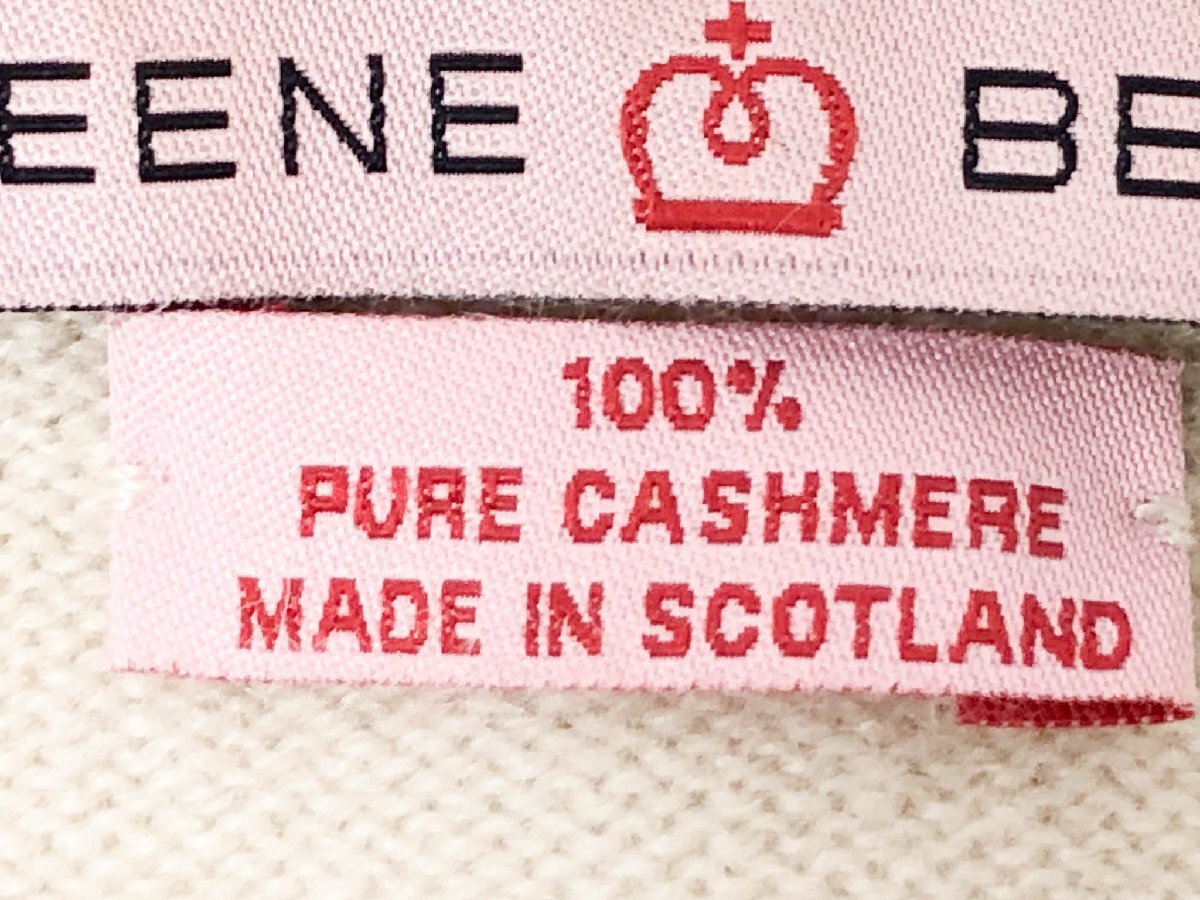 EENE BE
100%
PURE CASHMERE
MADE IN SCOTLAND